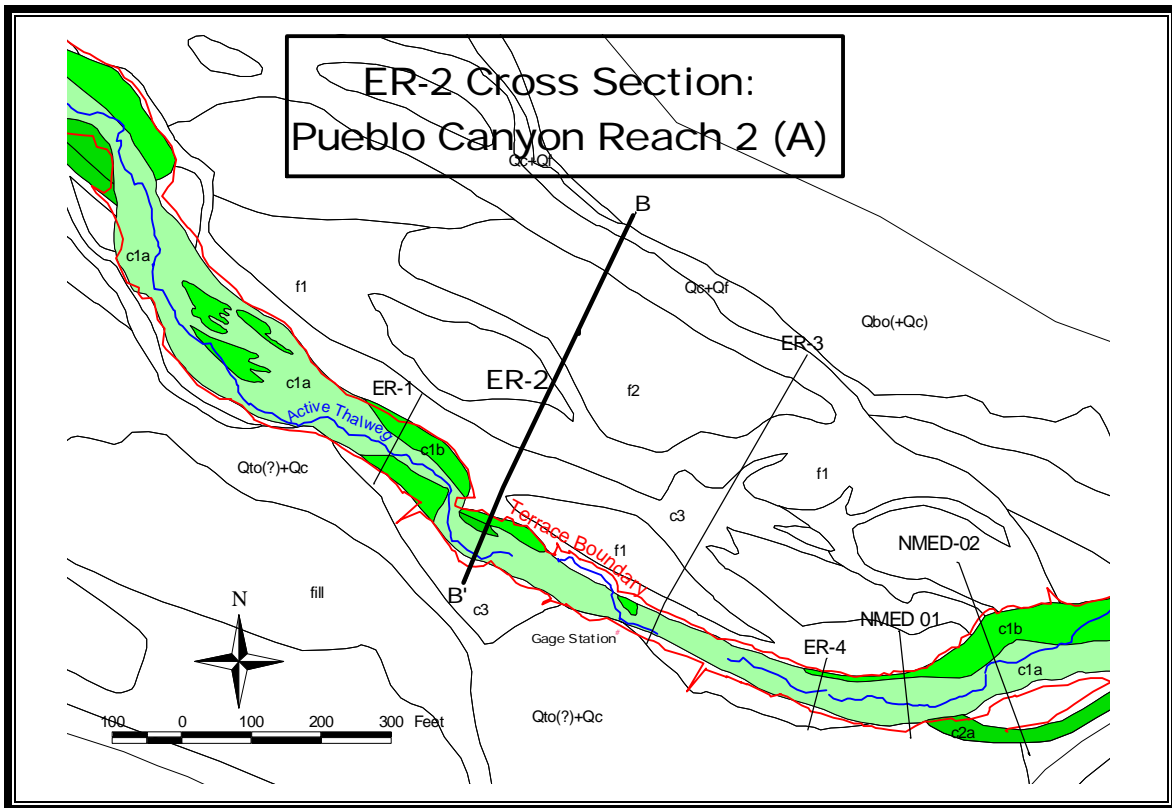 ER-2 Cross Section:
Pueblo Canyon Reach 2 (A)
Qc+Qf
B
c1a
f1
Qc+Qf
Qbo(+Qc)
ER-3
ER-2
c1a
ER-1
f2
Active Thalweg
c1b
Qto(?)+Qc
f1
c3
Terrace Boundary
f1
NMED-02
B'
c3
fill
N
Gage Station
NMED 01
c1b
ER-4
c1a
Qto(?)+Qc
c2a
100 0 100 200 300 Feet